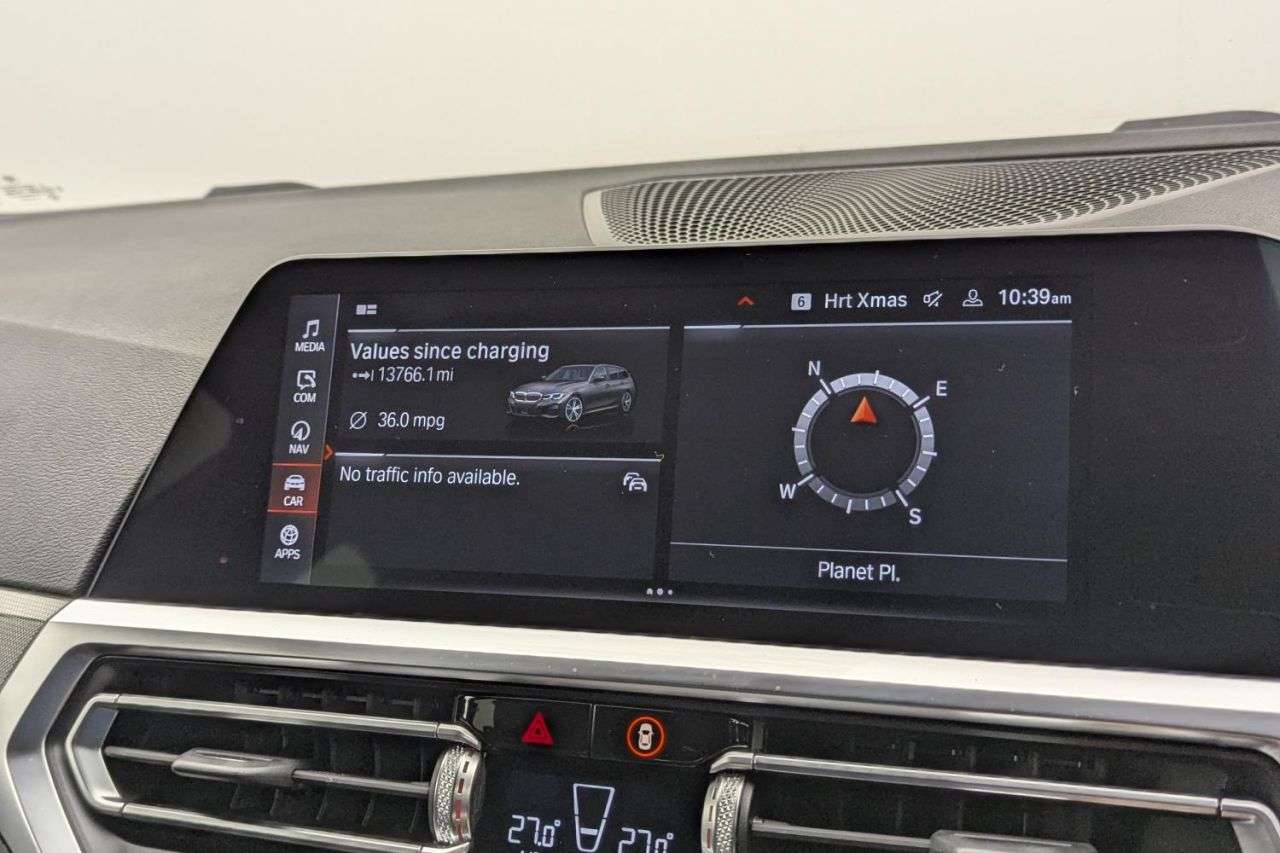 6 Hrt Xmas 10:39am
MEDIA
COM
NAV
CAR
APPS
Values since charging
13766.1 mi
Ø 36.0 mpg
No traffic info available.
N
E
W
S
Planet Pl.
27.0° 27.0°